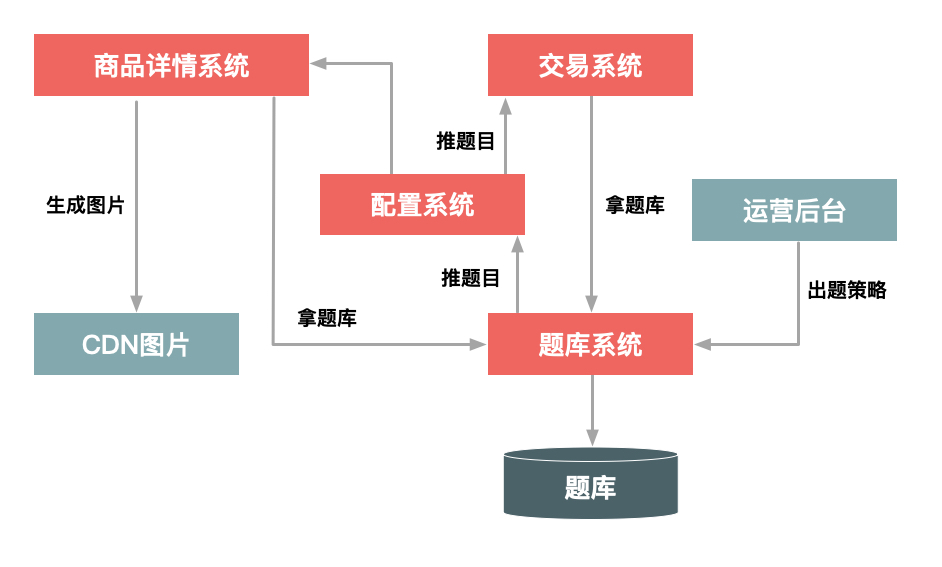 商品详情系统
交易系统
推题目
配置系统
生成图片
拿题库
运营后台
推题目
出题策略
拿题库
CDN图片
题库系统
题库